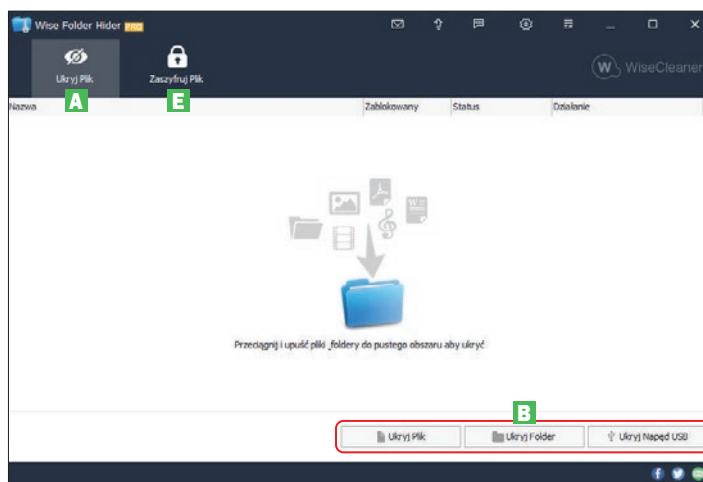 Wise Folder Hider PRO
Ukryj Plik
Zaszyfruj Plik
W WiseCleaner
A
E
Nazwa Zablokowany Status Działanie
Przeciągnij i upuść pliki ,foldery do pustego obszaru aby ukryć
B
Ukryj Plik Ukryj Folder Ukryj Napęd USB